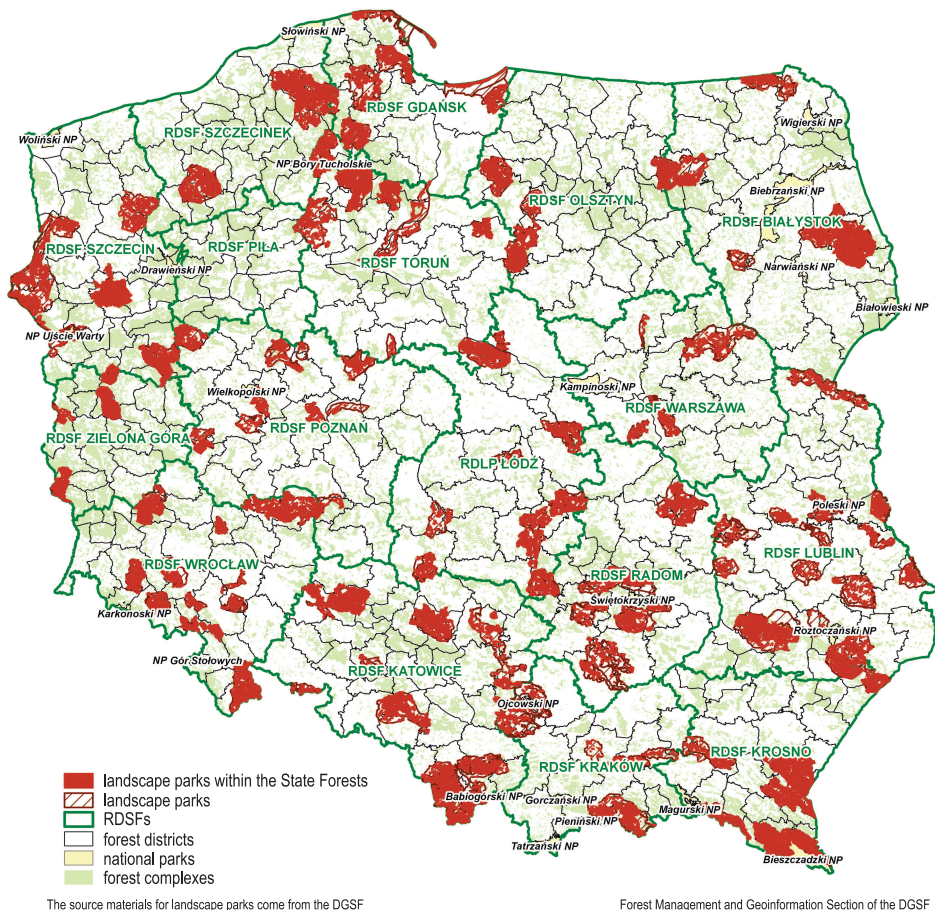 Słowiński NP
RDSF GDAŃSK
Wigierski NP
RDSF SZCZECINEK
Woliński NP
NP Bory Tucholskie
Biebrzański NP
RDSF OLSZTYN
RDSF BIAŁYSTOK
RDSF SZCZECIN
RDSF PIŁA
RDSF TORUŃ
Drawieński NP
Narwiański NP
Białowieski NP
NP Ujście Warty
Kampinoski NP
Wielkopolski NP
RDSF WARSZAWA
RDSF POZNAŃ
RDSF ZIELONA GÓRA
RDLP ŁÓDŹ
Poleski NP
RDSF LUBLIN
RDSF WROCŁAW
RDSF RADOM
Świętokrzyski NP
Karkonoski NP
Roztoczański NP
NP Gór Stołowych
RDSF KATOWICE
Ojcowski NP
RDSF KROSNO
RDSF KRAKÓW
Babiogórski NP
Gorczański NP
Magurski NP
Pieniński NP
Tatrzański NP
Bieszczadzki NP
landscape parks within the State Forests
landscape parks
RDSFs
forest districts
national parks
forest complexes
The source materials for landscape parks come from the DGSF
Forest Management and Geoinformation Section of the DGSF